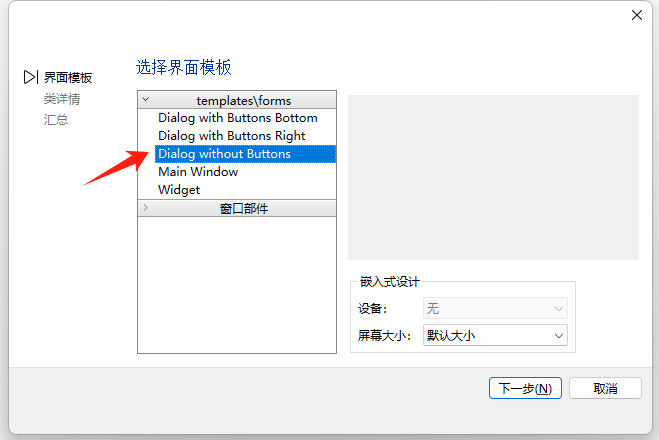 界面模板
类详情
汇总
选择界面模板
templates\forms
Dialog with Buttons Bottom
Dialog with Buttons Right
Dialog without Buttons
Main Window
Widget
窗口部件
嵌入式设计
设备：
无
屏幕大小：
默认大小
下一步(N)
取消